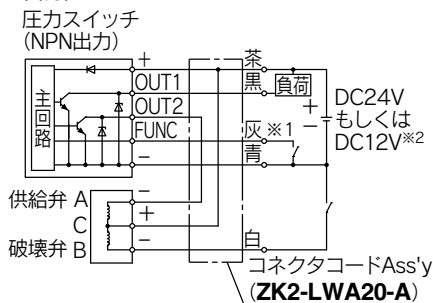 圧力スイッチ
(NPN出力)
主回路
+
OUT1
OUT2
FUNC
−
茶
黒
負荷
灰 ※1
青
+
−
DC24V
もしくは
DC12V※2
供給弁 A
C
破壊弁 B
−
+
−
白
コネクタコードAss'y
(ZK2-LWA20-A)